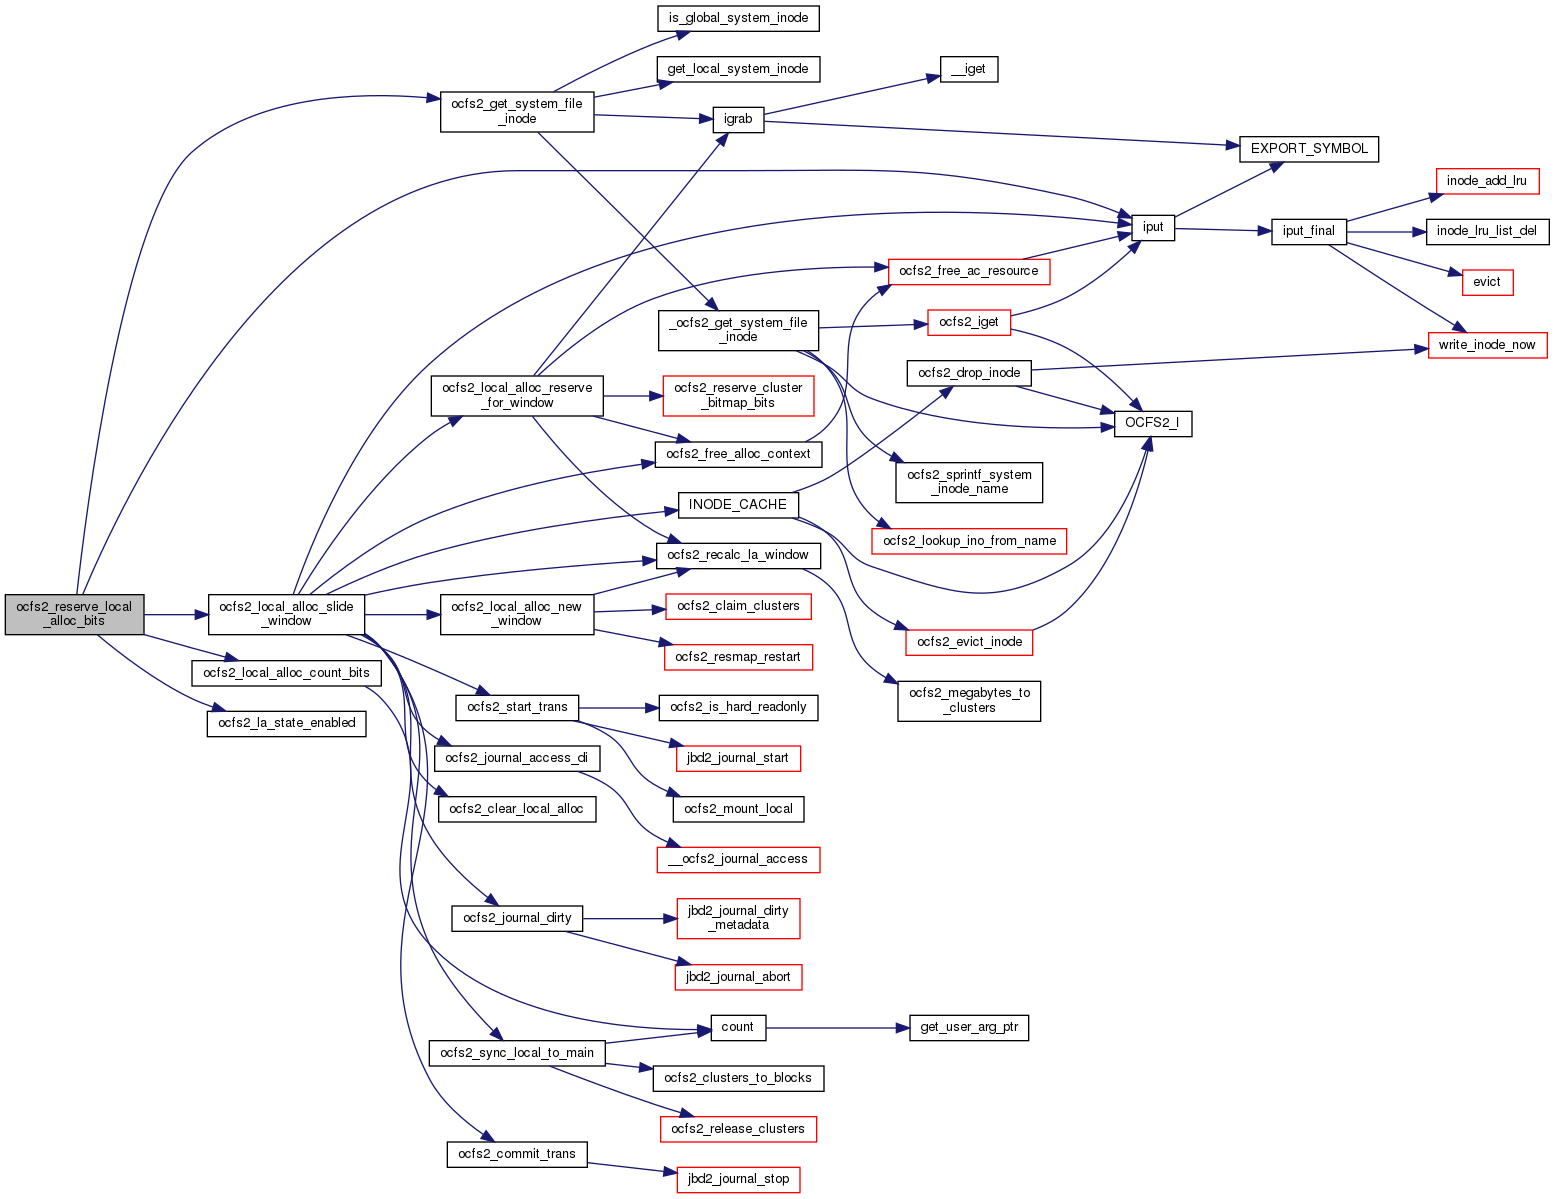 is_global_system_inode
get_local_system_inode
__iget
ocfs2_get_system_file
_inode
igrab
EXPORT_SYMBOL
inode_add_lru
iput
iput_final
inode_lru_list_del
ocfs2_free_ac_resource
evict
_ocfs2_get_system_file
_inode
ocfs2_iget
write_inode_now
ocfs2_drop_inode
ocfs2_local_alloc_reserve
_for_window
ocfs2_reserve_cluster
_bitmap_bits
OCFS2_I
ocfs2_free_alloc_context
ocfs2_sprintf_system
_inode_name
INODE_CACHE
ocfs2_lookup_ino_from_name
ocfs2_recalc_la_window
ocfs2_reserve_local
_alloc_bits
ocfs2_local_alloc_slide
_window
ocfs2_local_alloc_new
_window
ocfs2_claim_clusters
ocfs2_evict_inode
ocfs2_resmap_restart
ocfs2_local_alloc_count_bits
ocfs2_megabytes_to
_clusters
ocfs2_start_trans
ocfs2_is_hard_readonly
ocfs2_la_state_enabled
ocfs2_journal_access_di
jbd2_journal_start
ocfs2_clear_local_alloc
ocfs2_mount_local
__ocfs2_journal_access
ocfs2_journal_dirty
jbd2_journal_dirty
_metadata
jbd2_journal_abort
count
get_user_arg_ptr
ocfs2_sync_local_to_main
ocfs2_clusters_to_blocks
ocfs2_release_clusters
ocfs2_commit_trans
jbd2_journal_stop